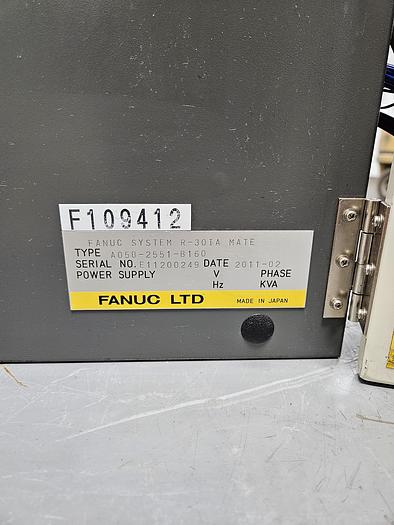 F109412
FANUC SYSTEM R-30IA MATE
TYPE A05B-2551-B160
SERIAL NO. E11200249 DATE 2011-02
POWER SUPPLY V PHASE
Hz KVA
FANUC LTD MADE IN JAPAN